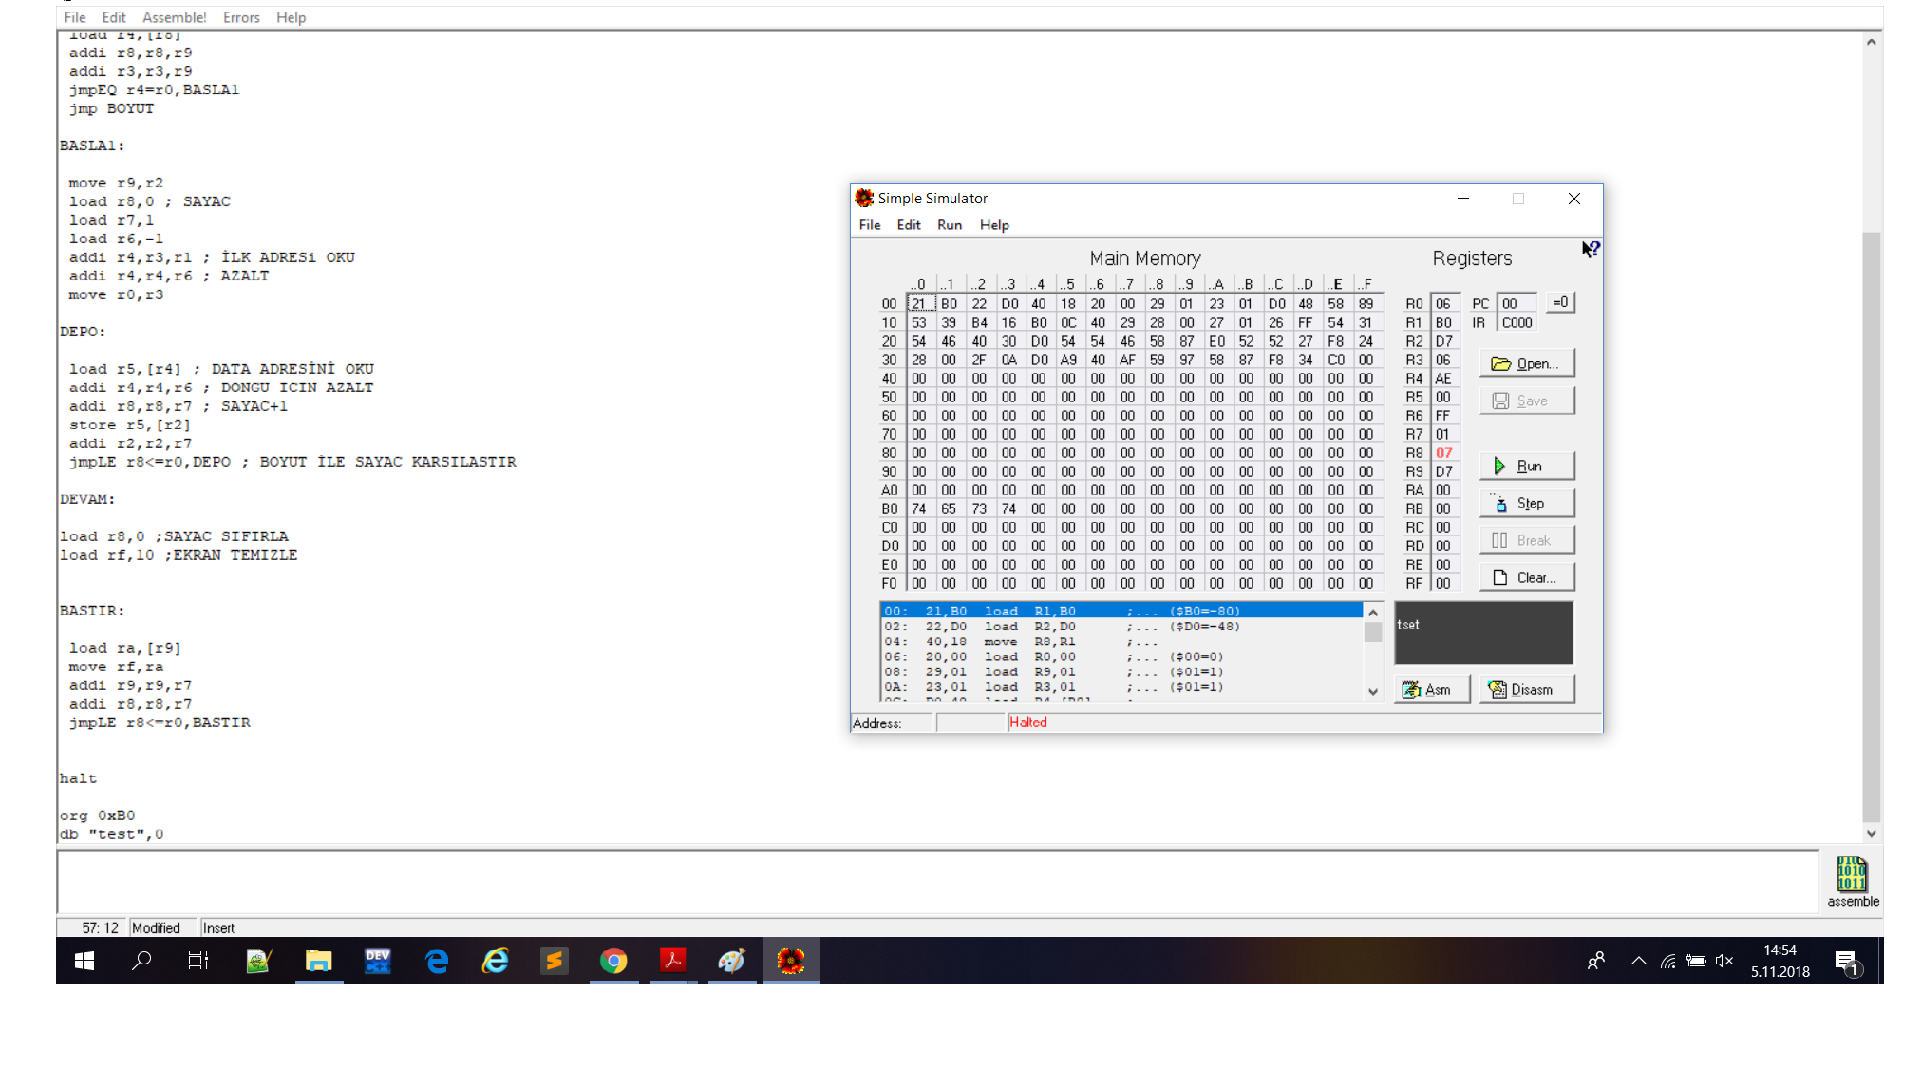 File Edit Assemble! Errors Help
load r4,[r8]
addi r8,r8,r9
addi r3,r3,r9
jmpEQ r4=r0,BASLA1
jmp BOYUT
BASLA1:
move r9,r2
load r8,0 ; SAYAC
load r7,1
load r6,-1
addi r4,r3,r1 ; İLK ADRESi OKU
addi r4,r4,r6 ; AZALT
move r0,r3
DEPO:
load r5,[r4] ; DATA ADRESİNİ OKU
addi r4,r4,r6 ; DONGU ICIN AZALT
addi r8,r8,r7 ; SAYAC+1
store r5,[r2]
addi r2,r2,r7
jmpLE r8<=r0,DEPO ; BOYUT İLE SAYAC KARSILASTIR
DEVAM:
load r8,0 ;SAYAC SIFIRLA
load rf,10 ;EKRAN TEMIZLE
BASTIR:
load ra,[r9]
move rf,ra
addi r9,r9,r7
addi r8,r8,r7
jmpLE r8<=r0,BASTIR
halt
org 0xB0
db "test",0
57: 12 Modified Insert
assemble
Simple Simulator
File Edit Run Help
Main Memory
..0 ..1 ..2 ..3 ..4 ..5 ..6 ..7 ..8 ..9 ..A ..B ..C ..D ..E ..F
00 21 B0 22 D0 40 18 20 00 29 01 23 01 D0 48 58 89
10 53 39 B4 16 B0 0C 40 29 28 00 27 01 26 FF 54 31
20 54 46 40 30 D0 54 54 46 58 87 E0 52 52 27 F8 24
30 28 00 2F 0A D0 A9 40 AF 59 97 58 87 F8 34 C0 00
40 00 00 00 00 00 00 00 00 00 00 00 00 00 00 00 00
50 00 00 00 00 00 00 00 00 00 00 00 00 00 00 00 00
60 00 00 00 00 00 00 00 00 00 00 00 00 00 00 00 00
70 00 00 00 00 00 00 00 00 00 00 00 00 00 00 00 00
80 00 00 00 00 00 00 00 00 00 00 00 00 00 00 00 00
90 00 00 00 00 00 00 00 00 00 00 00 00 00 00 00 00
A0 00 00 00 00 00 00 00 00 00 00 00 00 00 00 00 00
B0 74 65 73 74 00 00 00 00 00 00 00 00 00 00 00 00
C0 00 00 00 00 00 00 00 00 00 00 00 00 00 00 00 00
D0 00 00 00 00 00 00 00 00 00 00 00 00 00 00 00 00
E0 00 00 00 00 00 00 00 00 00 00 00 00 00 00 00 00
F0 00 00 00 00 00 00 00 00 00 00 00 00 00 00 00 00
Registers
R0 06 PC 00 =0
R1 B0 IR C000
R2 D7
R3 06
R4 AE
R5 00
R6 FF
R7 01
R8 07
R9 D7
RA 00
RB 00
RC 00
RD 00
RE 00
RF 00
Open...
Save
Run
Step
Break
Clear...
00: 21,B0 load R1,B0 ;... ($B0=-80)
02: 22,D0 load R2,D0 ;... ($D0=-48)
04: 40,18 move R8,R1 ;...
06: 20,00 load R0,00 ;... ($00=0)
08: 29,01 load R9,01 ;... ($01=1)
0A: 23,01 load R3,01 ;... ($01=1)
0C: D0,48 load R4,[R8] ;
tset
Asm Disasm
Address: Halted
DEV
14:54
5.11.2018
1